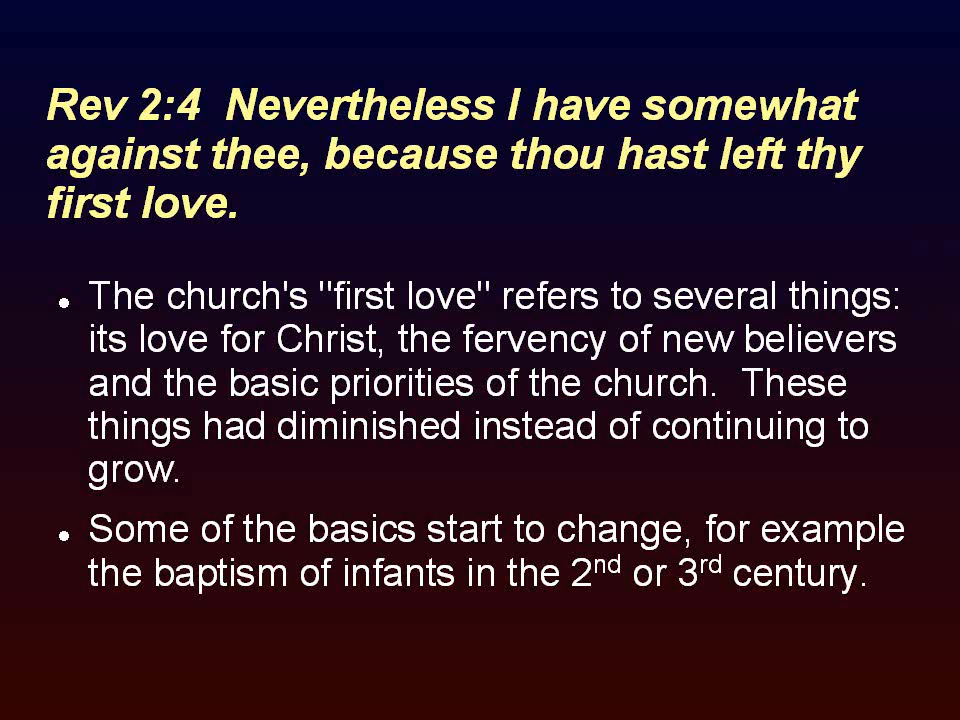 Rev 2:4  Nevertheless I have somewhat
against thee, because thou hast left thy
first love.
● The church's "first love" refers to several things:
its love for Christ, the fervency of new believers
and the basic priorities of the church.  These
things had diminished instead of continuing to
grow.
● Some of the basics start to change, for example
the baptism of infants in the 2nd or 3rd century.